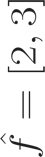 f̂ = [2, 3]